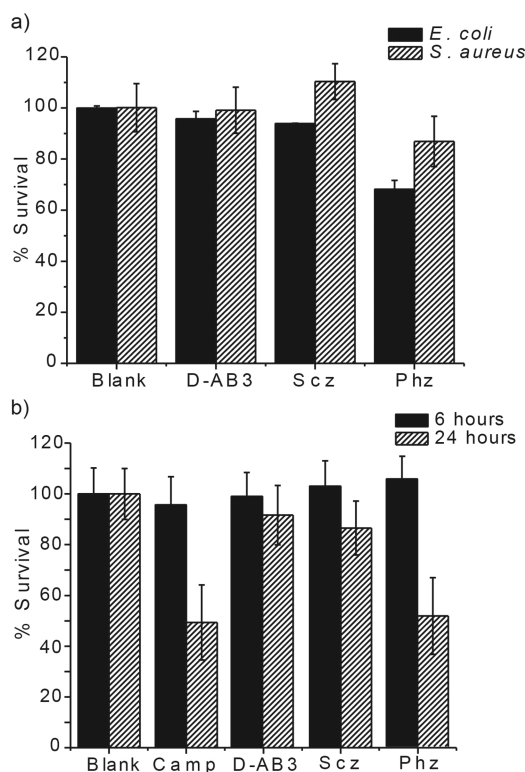 a)
E. coli
S. aureus
120
100
80
60
40
20
0
% Survival
Blank D-AB3 Scz Phz
b)
6 hours
24 hours
120
100
80
60
40
20
0
% Survival
Blank Camp D-AB3 Scz Phz